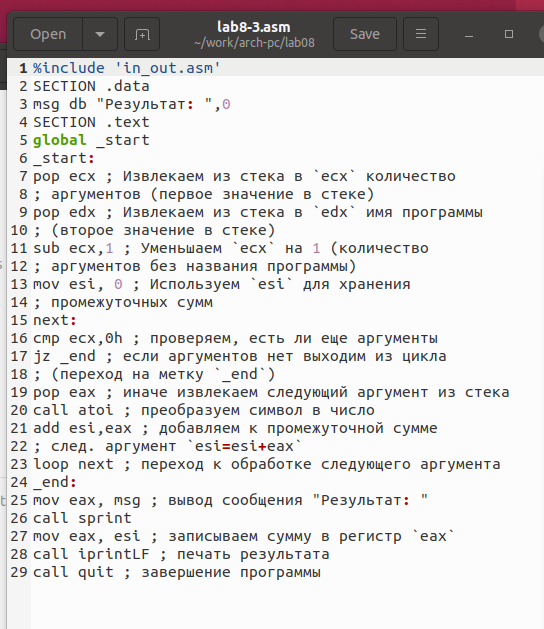 Open
lab8-3.asm
~/work/arch-pc/lab08
Save
1 %include 'in_out.asm'
2 SECTION .data
3 msg db "Результат: ",0
4 SECTION .text
5 global _start
6 _start:
7 pop ecx ; Извлекаем из стека в `ecx` количество
8 ; аргументов (первое значение в стеке)
9 pop edx ; Извлекаем из стека в `edx` имя программы
10 ; (второе значение в стеке)
11 sub ecx,1 ; Уменьшаем `ecx` на 1 (количество
12 ; аргументов без названия программы)
13 mov esi, 0 ; Используем `esi` для хранения
14 ; промежуточных сумм
15 next:
16 cmp ecx,0h ; проверяем, есть ли еще аргументы
17 jz _end ; если аргументов нет выходим из цикла
18 ; (переход на метку `_end`)
19 pop eax ; иначе извлекаем следующий аргумент из стека
20 call atoi ; преобразуем символ в число
21 add esi,eax ; добавляем к промежуточной сумме
22 ; след. аргумент `esi=esi+eax`
23 loop next ; переход к обработке следующего аргумента
24 _end:
25 mov eax, msg ; вывод сообщения "Результат: "
26 call sprint
27 mov eax, esi ; записываем сумму в регистр `eax`
28 call iprintLF ; печать результата
29 call quit ; завершение программы